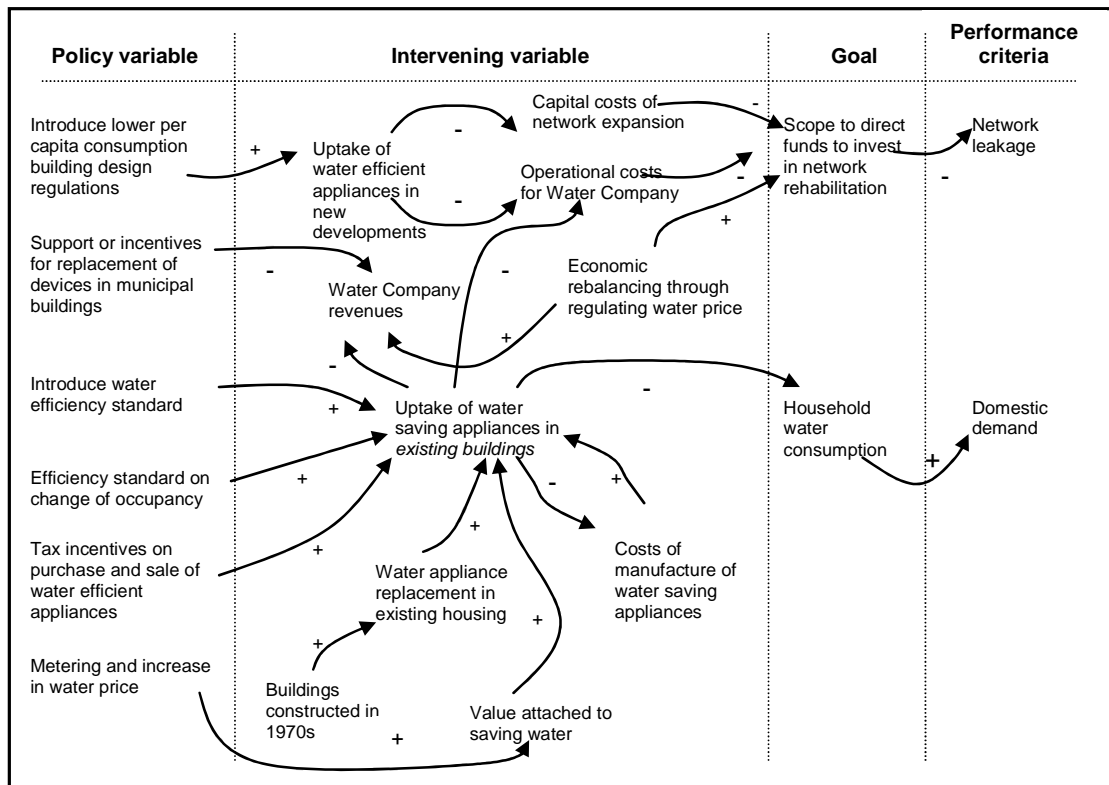 Policy variable
Intervening variable
Goal
Performance
criteria
Introduce lower per
capita consumption
building design
regulations
+
Uptake of
water efficient
appliances in
new
developments
-
-
Capital costs of
network expansion
Operational costs
for Water Company
-
-
Scope to direct
funds to invest
in network
rehabilitation
-
Network
leakage
Support or incentives
for replacement of
devices in municipal
buildings
-
Water Company
revenues
-
+
Economic
rebalancing through
regulating water price
+
Introduce water
efficiency standard
-
+
Uptake of water
saving appliances in
existing buildings
-
Household
water
consumption
+
Domestic
demand
Efficiency standard on
change of occupancy
+
Tax incentives on
purchase and sale of
water efficient
appliances
+
Water appliance
replacement in
existing housing
+
-
+
Costs of
manufacture of
water saving
appliances
Metering and increase
in water price
+
Buildings
constructed in
1970s
+
Value attached to
saving water
+